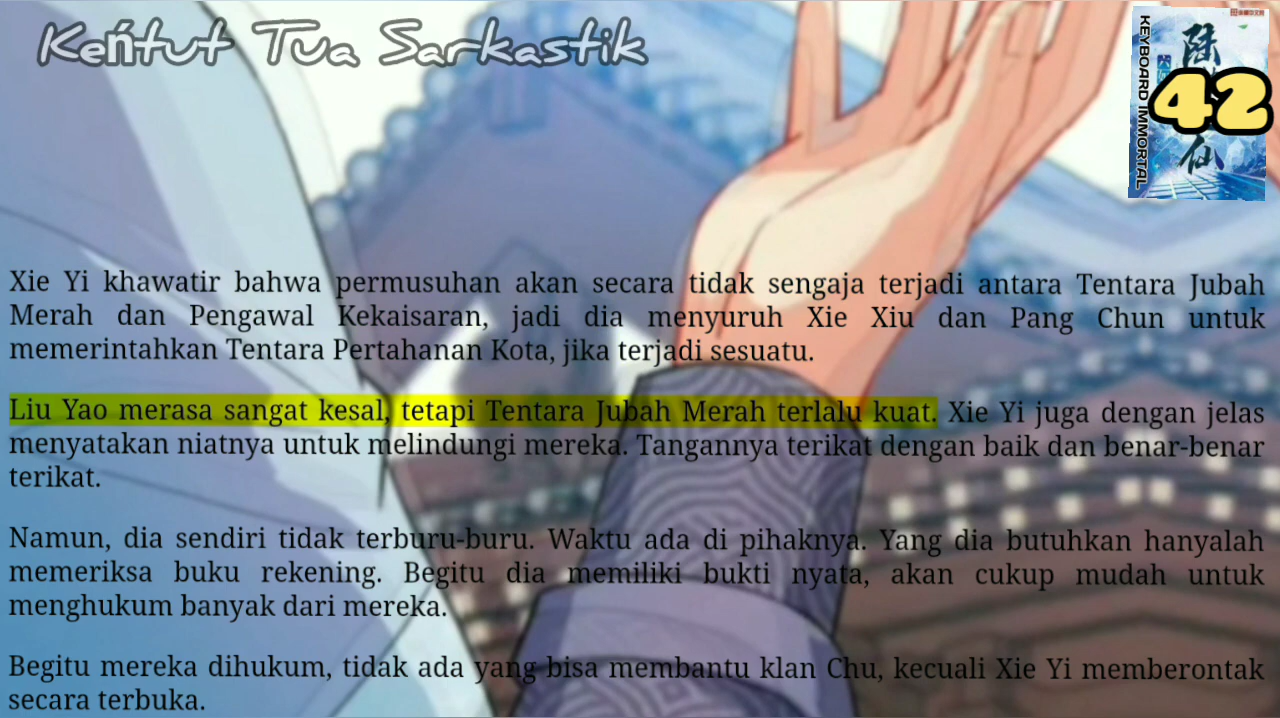 Kentut Tua Sarkastik
KEYBOARD IMMORTAL
42
Xie Yi khawatir bahwa permusuhan akan secara tidak sengaja terjadi antara Tentara Jubah
Merah dan Pengawal Kekaisaran, jadi dia menyuruh Xie Xiu dan Pang Chun untuk
memerintahkan Tentara Pertahanan Kota, jika terjadi sesuatu.
Liu Yao merasa sangat kesal, tetapi Tentara Jubah Merah terlalu kuat. Xie Yi juga dengan jelas
menyatakan niatnya untuk melindungi mereka. Tangannya terikat dengan baik dan benar-benar
terikat.
Namun, dia sendiri tidak terburu-buru. Waktu ada di pihaknya. Yang dia butuhkan hanyalah
memeriksa buku rekening. Begitu dia memiliki bukti nyata, akan cukup mudah untuk
menghukum banyak dari mereka.
Begitu mereka dihukum, tidak ada yang bisa membantu klan Chu, kecuali Xie Yi memberontak
secara terbuka.